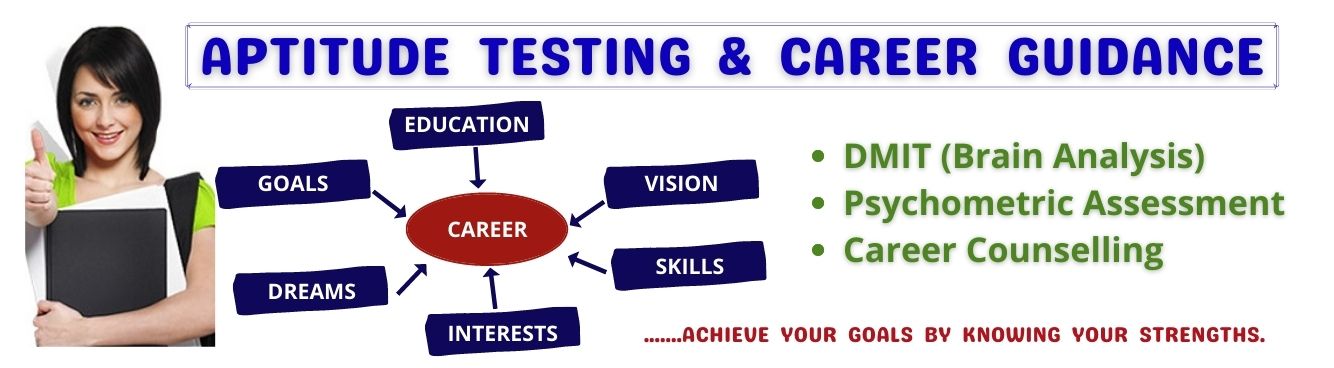 APTITUDE TESTING & CAREER GUIDANCE
EDUCATION
GOALS
VISION
CAREER
SKILLS
DREAMS
INTERESTS
• DMIT (Brain Analysis)
• Psychometric Assessment
• Career Counselling
.......ACHIEVE YOUR GOALS BY KNOWING YOUR STRENGTHS.